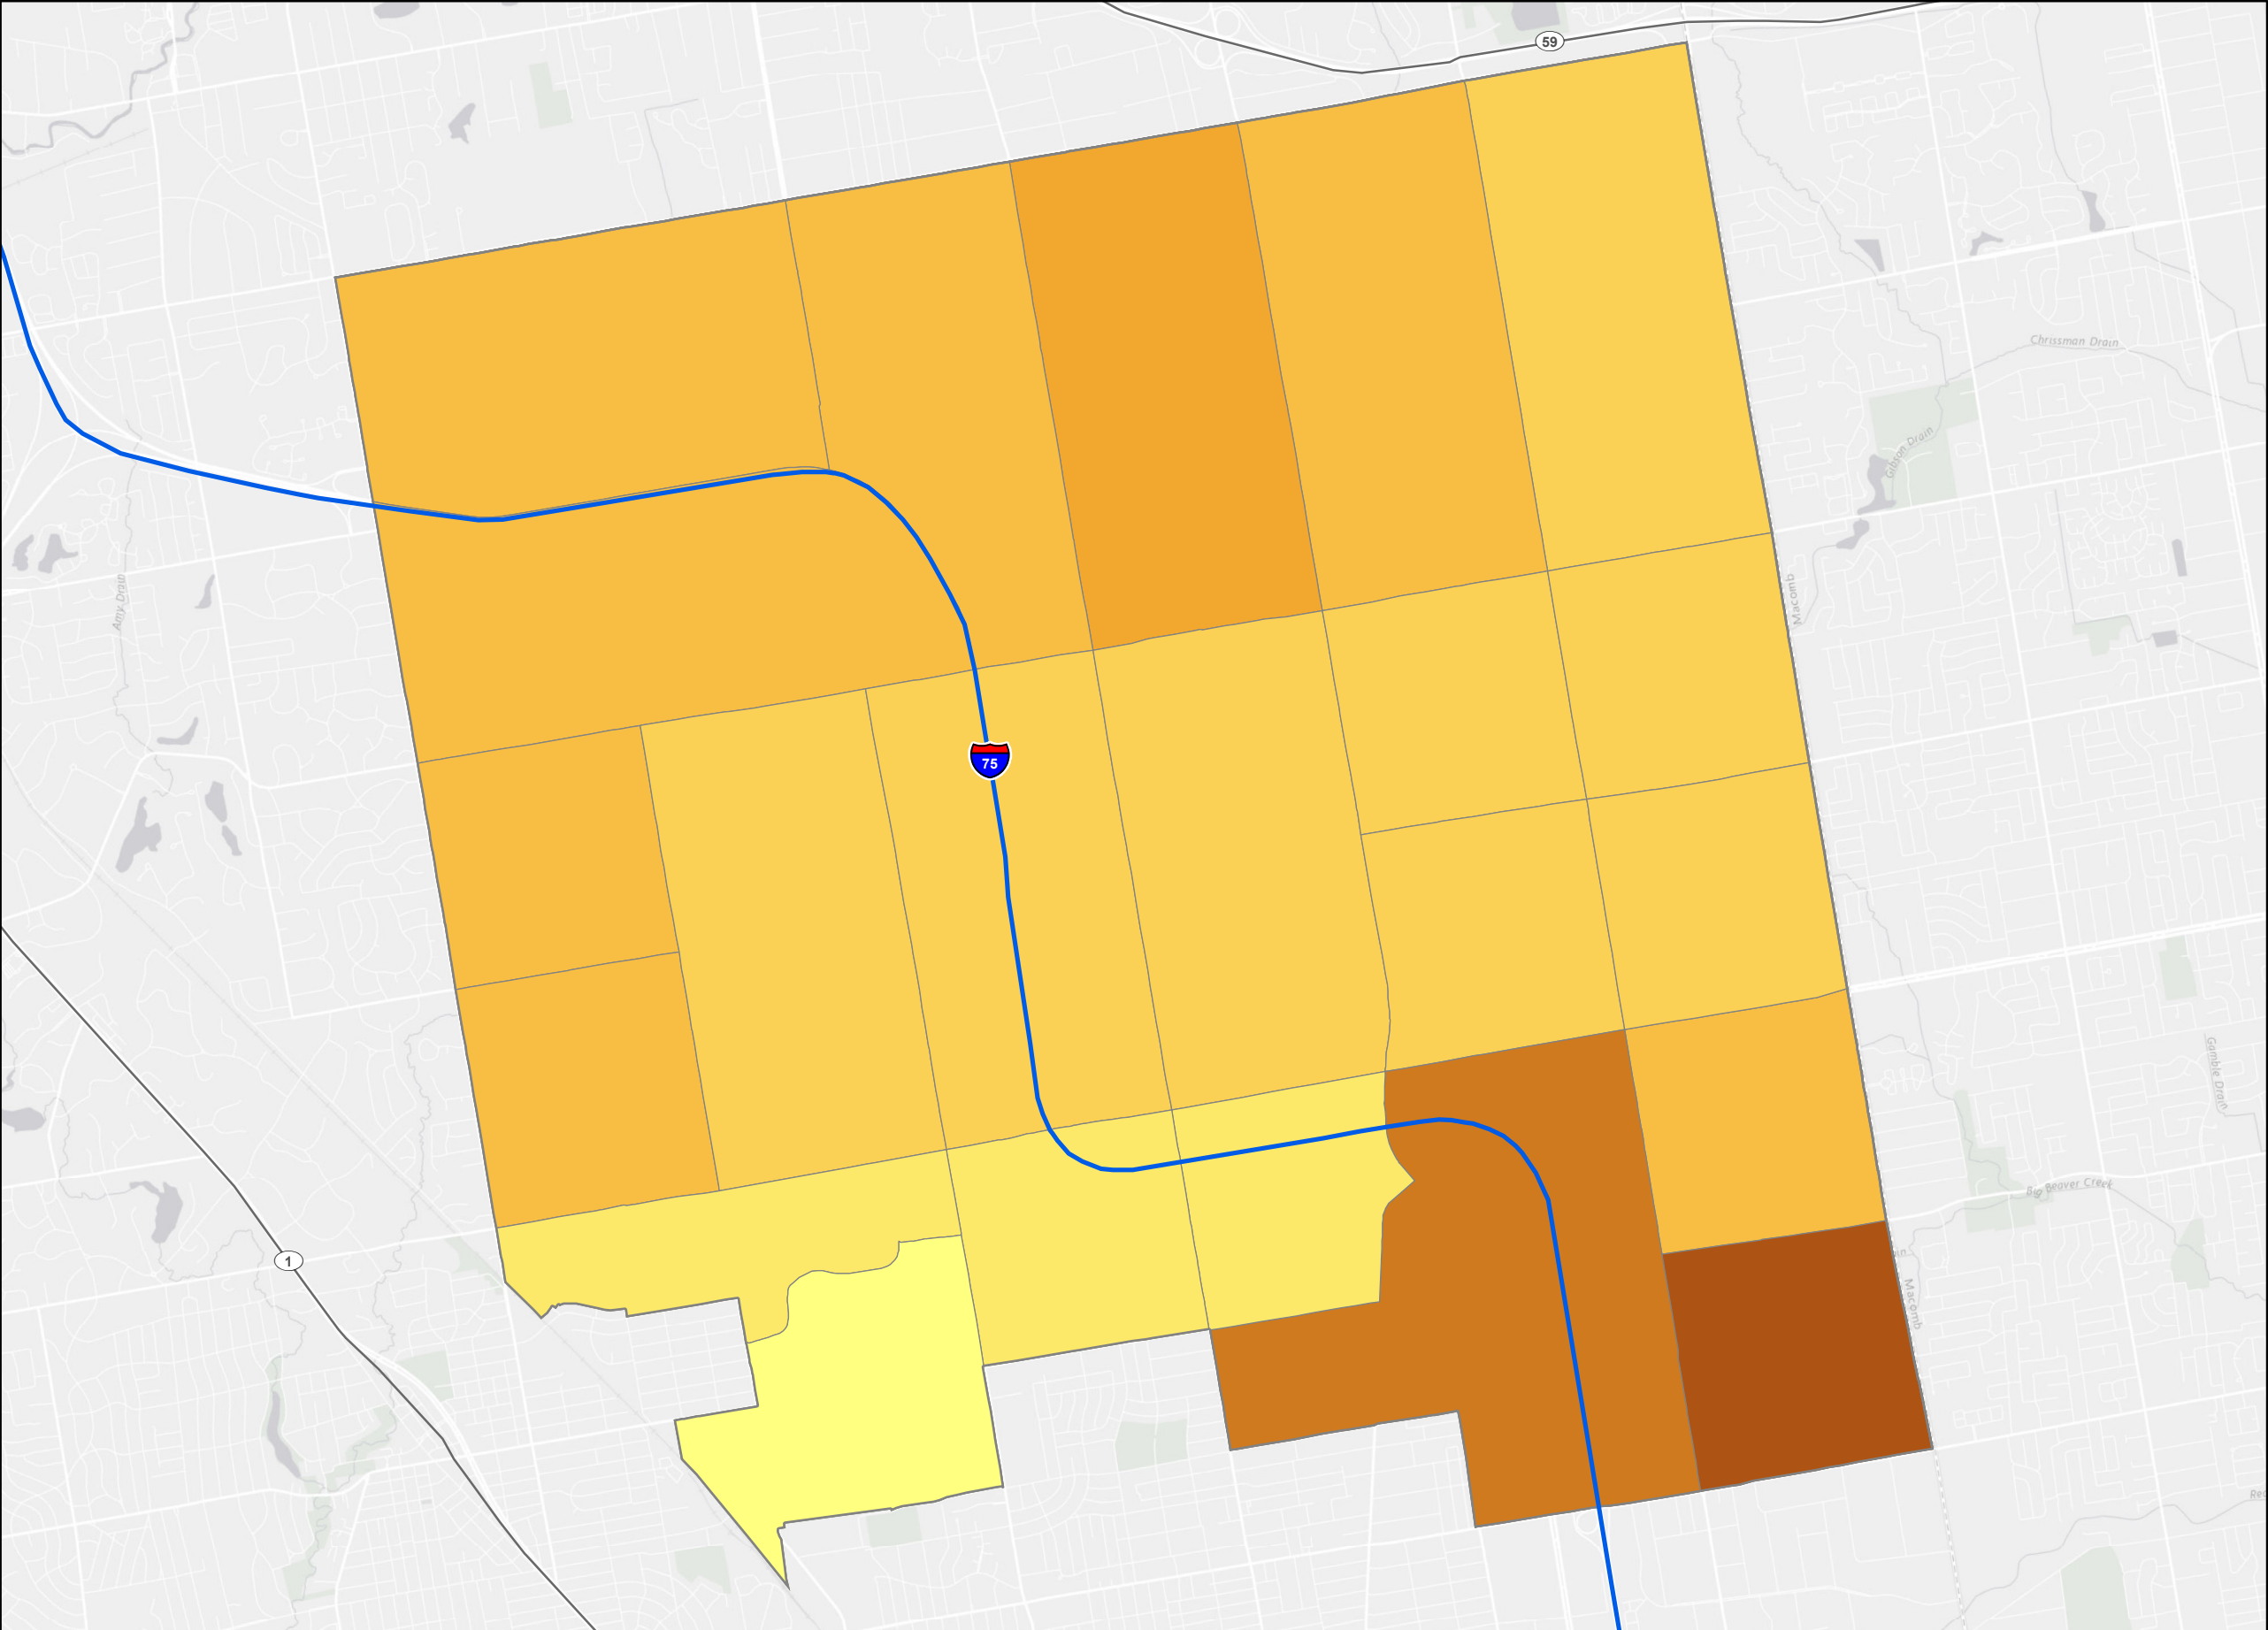 59
Chrissman Drain
Gibson Drain
Amy Drain
Macomb
75
Gamble Drain
Big Beaver Creek
1
Macomb